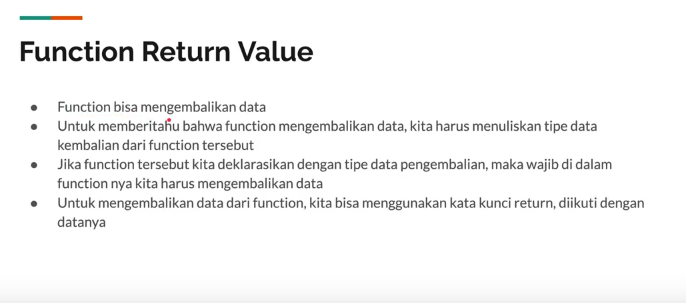 Function Return Value
● Function bisa mengembalikan data
● Untuk memberitahu bahwa function mengembalikan data, kita harus menuliskan tipe data
kembalian dari function tersebut
● Jika function tersebut kita deklarasikan dengan tipe data pengembalian, maka wajib di dalam
function nya kita harus mengembalikan data
● Untuk mengembalikan data dari function, kita bisa menggunakan kata kunci return, diikuti dengan
datanya